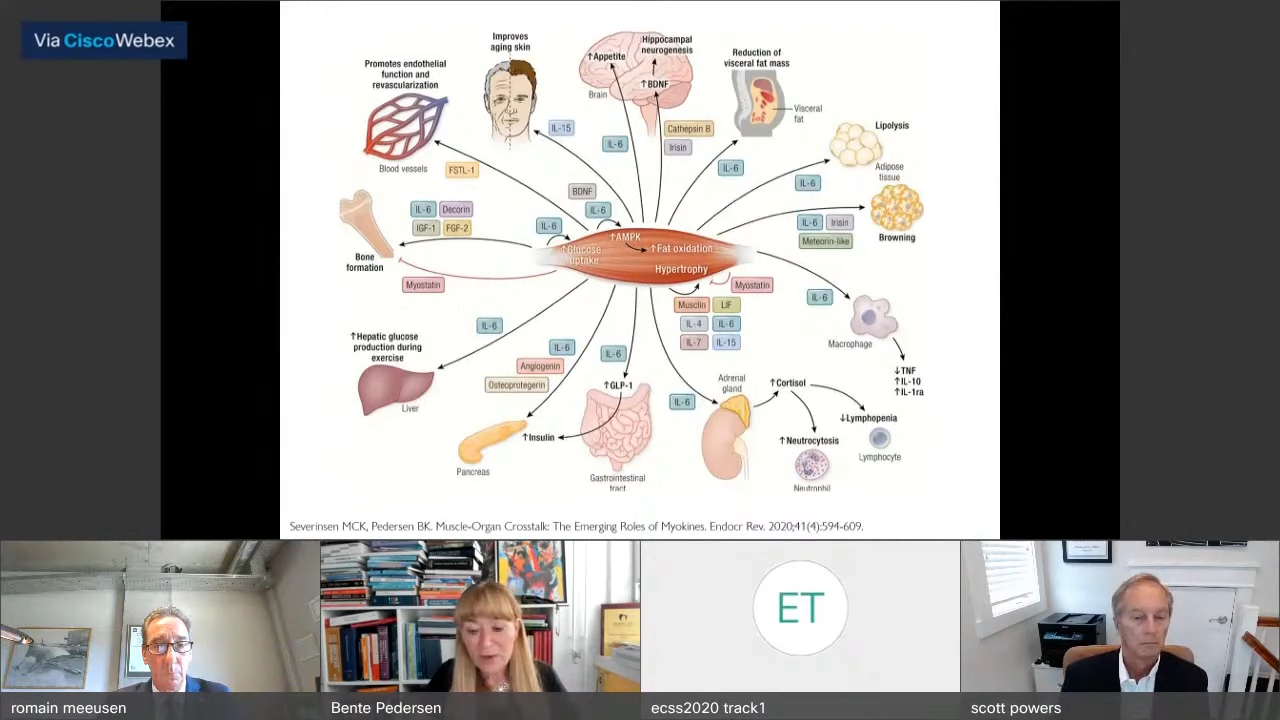 Via Cisco Webex
Improves
aging skin
Hippocampal
neurogenesis
↑Appetite
↑BDNF
Brain
Reduction of
visceral fat mass
Visceral
fat
Promotes endothelial
function and
revascularization
Blood vessels
IL-15
FSTL-1
IL-6
Cathepsin B
Irisin
IL-6
Lipolysis
Adipose
tissue
IL-6
Browning
IL-6
Irisin
Meteorin-like
BDNF
IL-6
IL-6
IL-6
Decorin
IGF-1
FGF-2
Bone
formation
Myostatin
↑AMPK
↑Glucose
uptake
↑Fat oxidation
Hypertrophy
Myostatin
Musclin
LIF
IL-4
IL-6
IL-7
IL-15
IL-6
Macrophage
↓TNF
↑IL-10
↑IL-1ra
IL-6
↑Hepatic glucose
production during
exercise
Liver
IL-6
Angiogenin
Osteoprotegerin
↑Insulin
Pancreas
IL-6
↑GLP-1
Gastrointestinal
tract
IL-6
Adrenal
gland
↑Cortisol
↓Lymphopenia
Lymphocyte
↑Neutrocytosis
Neutrophil
Severinsen MCK, Pedersen BK. Muscle-Organ Crosstalk: The Emerging Roles of Myokines. Endocr Rev. 2020;41(4):594-609.
ET
romain meeusen
Bente Pedersen
ecss2020 track1
scott powers